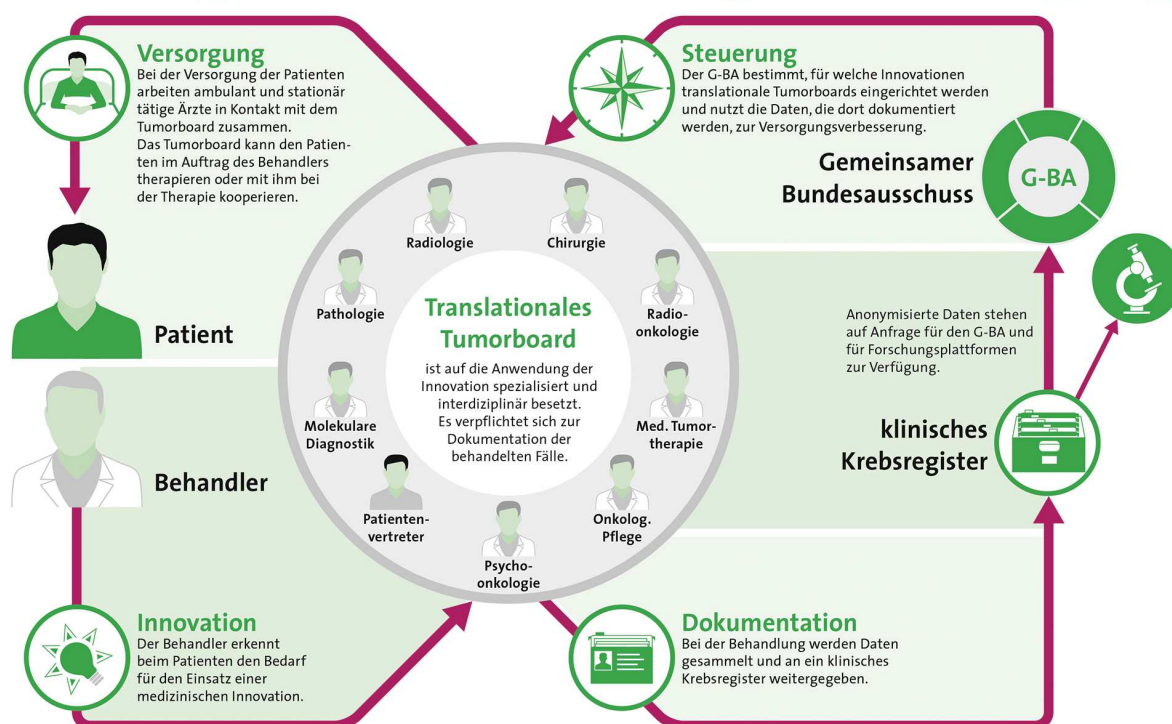 Versorgung
Bei der Versorgung der Patienten
arbeiten ambulant und stationär
tätige Ärzte in Kontakt mit dem
Tumorboard zusammen.
Das Tumorboard kann den Patien-
ten im Auftrag des Behandlers
therapieren oder mit ihm bei
der Therapie kooperieren.
Steuerung
Der G-BA bestimmt, für welche Innovationen
translationale Tumorboards eingerichtet werden
und nutzt die Daten, die dort dokumentiert
werden, zur Versorgungsverbesserung.
Gemeinsamer
Bundesausschuss
G-BA
Patient
Behandler
Radiologie
Chirurgie
Pathologie
Radio-
onkologie
Molekulare
Diagnostik
Med. Tumor-
therapie
Patienten-
vertreter
Onkolog.
Pflege
Psycho-
onkologie
Translationales
Tumorboard
ist auf die Anwendung der
Innovation spezialisiert und
interdiziplinär besetzt.
Es verpflichtet sich zur
Dokumentation der
behandelten Fälle.
Anonymisierte Daten stehen
auf Anfrage für den G-BA und
für Forschungsplattformen
zur Verfügung.
klinisches
Krebsregister
Innovation
Der Behandler erkennt
beim Patienten den Bedarf
für den Einsatz einer
medizinischen Innovation.
Dokumentation
Bei der Behandlung werden Daten
gesammelt und an ein klinisches
Krebsregister weitergegeben.